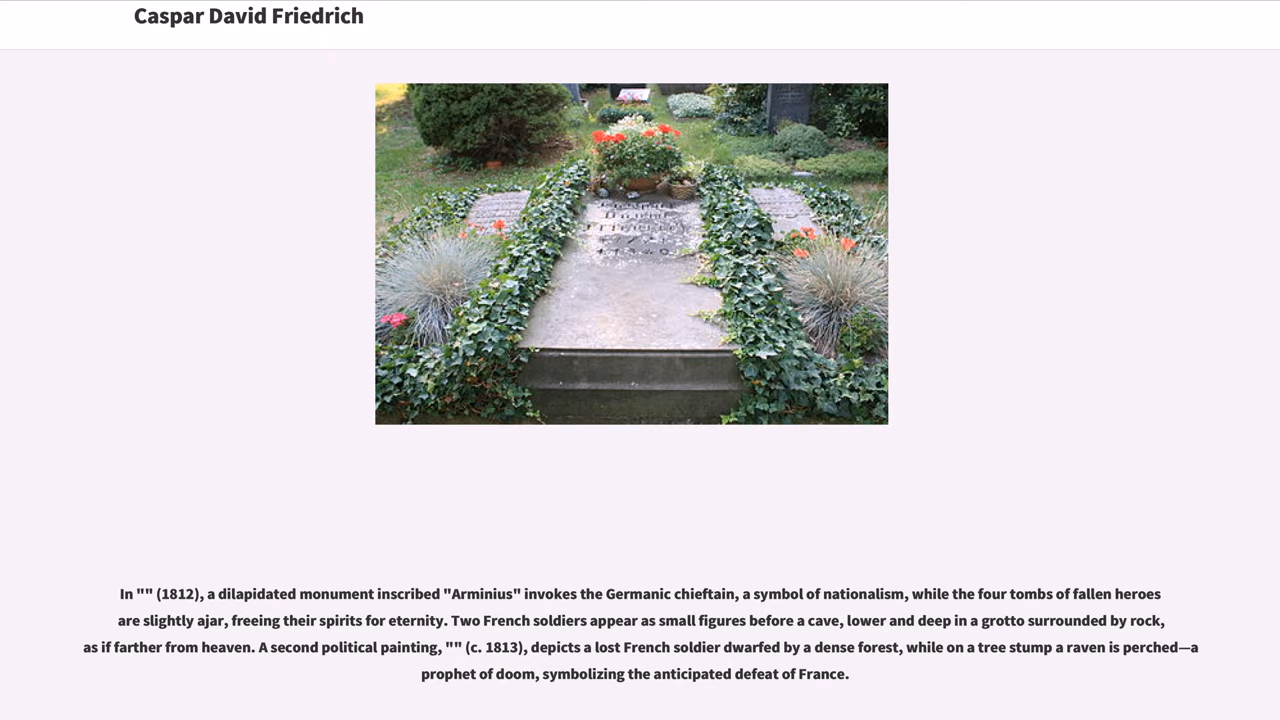 Caspar David Friedrich
In "" (1812), a dilapidated monument inscribed "Arminius" invokes the Germanic chieftain, a symbol of nationalism, while the four tombs of fallen heroes
are slightly ajar, freeing their spirits for eternity. Two French soldiers appear as small figures before a cave, lower and deep in a grotto surrounded by rock,
as if farther from heaven. A second political painting, "" (c. 1813), depicts a lost French soldier dwarfed by a dense forest, while on a tree stump a raven is perched—a
prophet of doom, symbolizing the anticipated defeat of France.